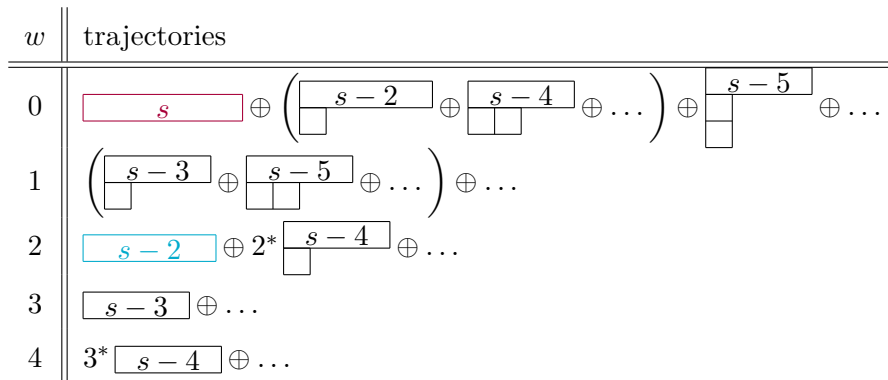 w trajectories
0 s ⊕ ( s − 2 ⊕ s − 4 ⊕ … ) ⊕ s − 5 ⊕ …
1 ( s − 3 ⊕ s − 5 ⊕ … ) ⊕ …
2 s − 2 ⊕ 2* s − 4 ⊕ …
3 s − 3 ⊕ …
4 3* s − 4 ⊕ …